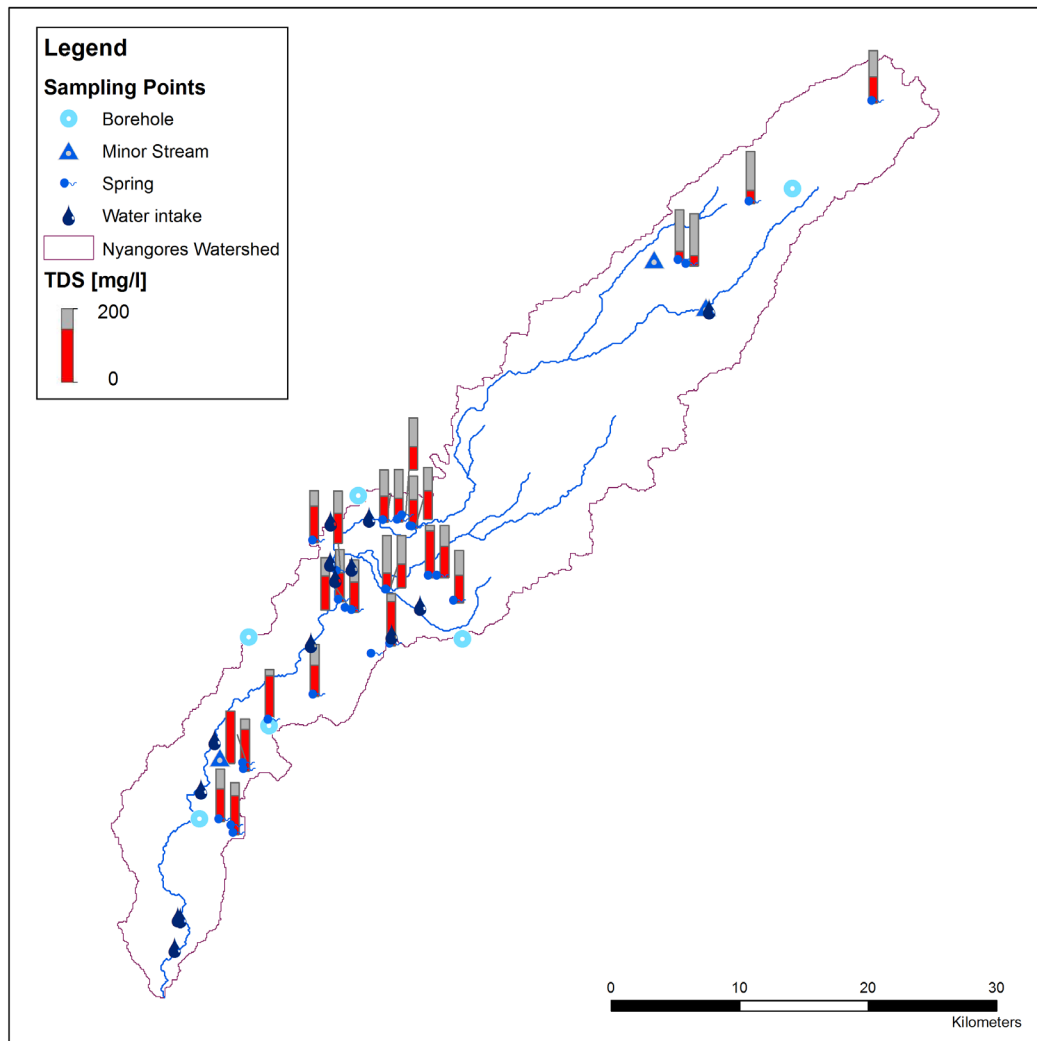 Legend
Sampling Points
Borehole
Minor Stream
Spring
Water intake
Nyangores Watershed
TDS [mg/l]
200
0
0 10 20 30
Kilometers